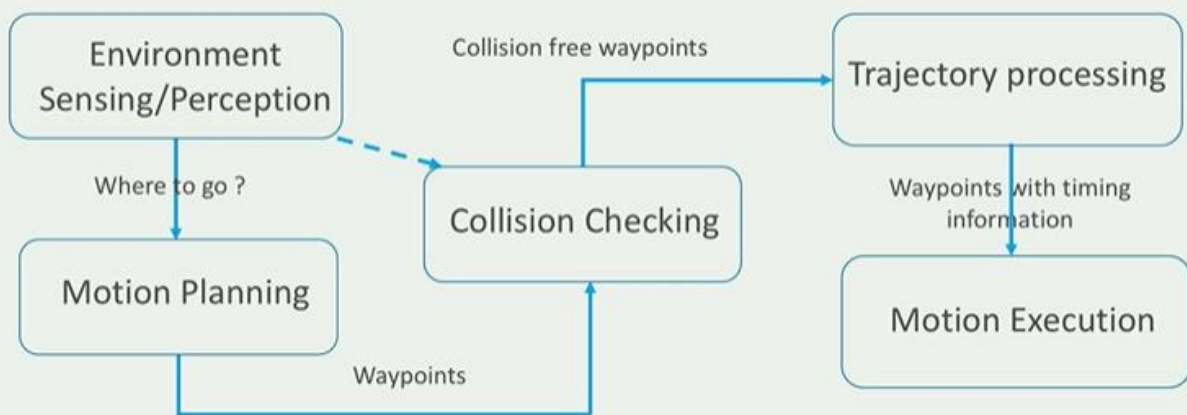 Environment
Sensing/Perception
Where to go ?
Motion Planning
Waypoints
Collision Checking
Collision free waypoints
Trajectory processing
Waypoints with timing
information
Motion Execution